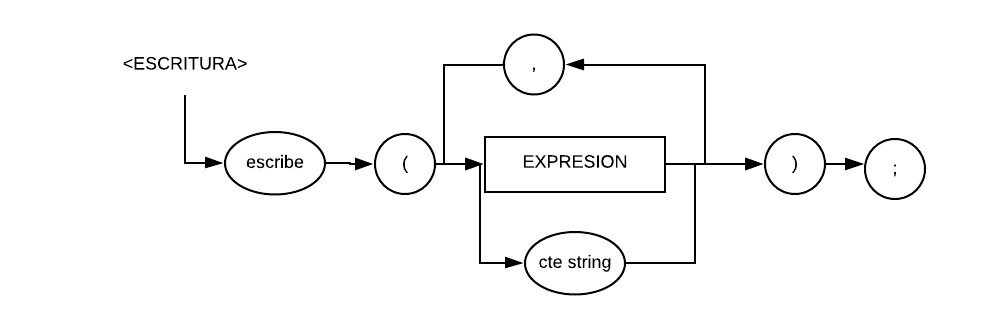 <ESCRITURA>
,
escribe
(
EXPRESION
)
;
cte string